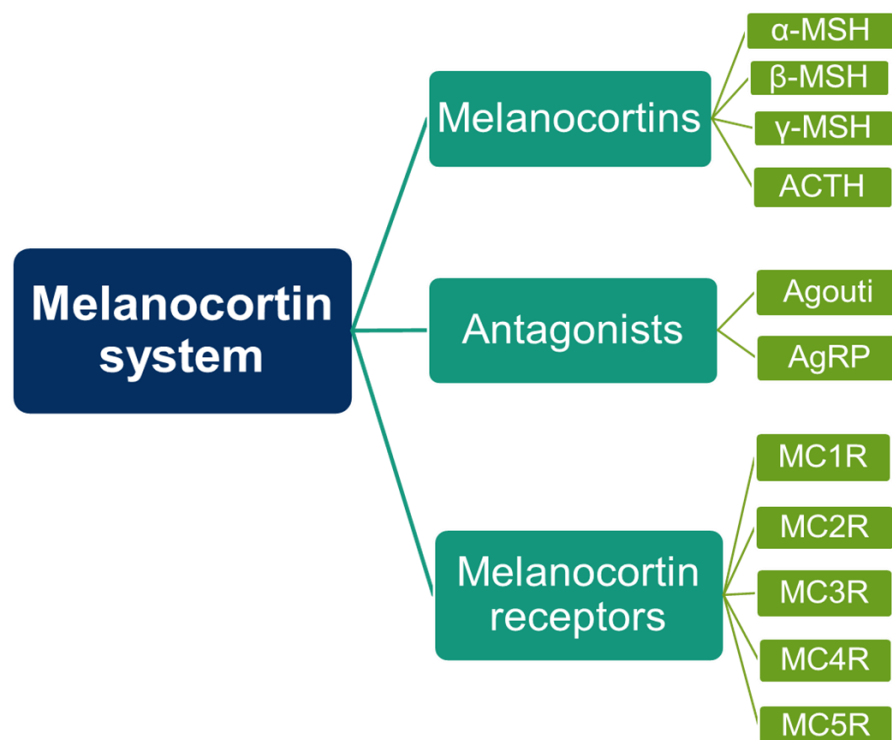 Melanocortin
system
Melanocortins
α-MSH
β-MSH
γ-MSH
ACTH
Antagonists
Agouti
AgRP
Melanocortin
receptors
MC1R
MC2R
MC3R
MC4R
MC5R